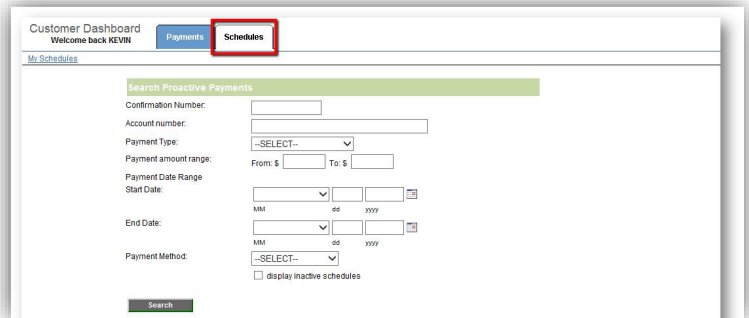 Customer Dashboard
Welcome back KEVIN
Payments
Schedules
My Schedules
Search Proactive Payments
Confirmation Number:
Account number:
Payment Type:
--SELECT--
Payment amount range:
From: $ To: $
Payment Date Range
Start Date:
MM dd yyyy
End Date:
MM dd yyyy
Payment Method:
--SELECT--
display inactive schedules
Search